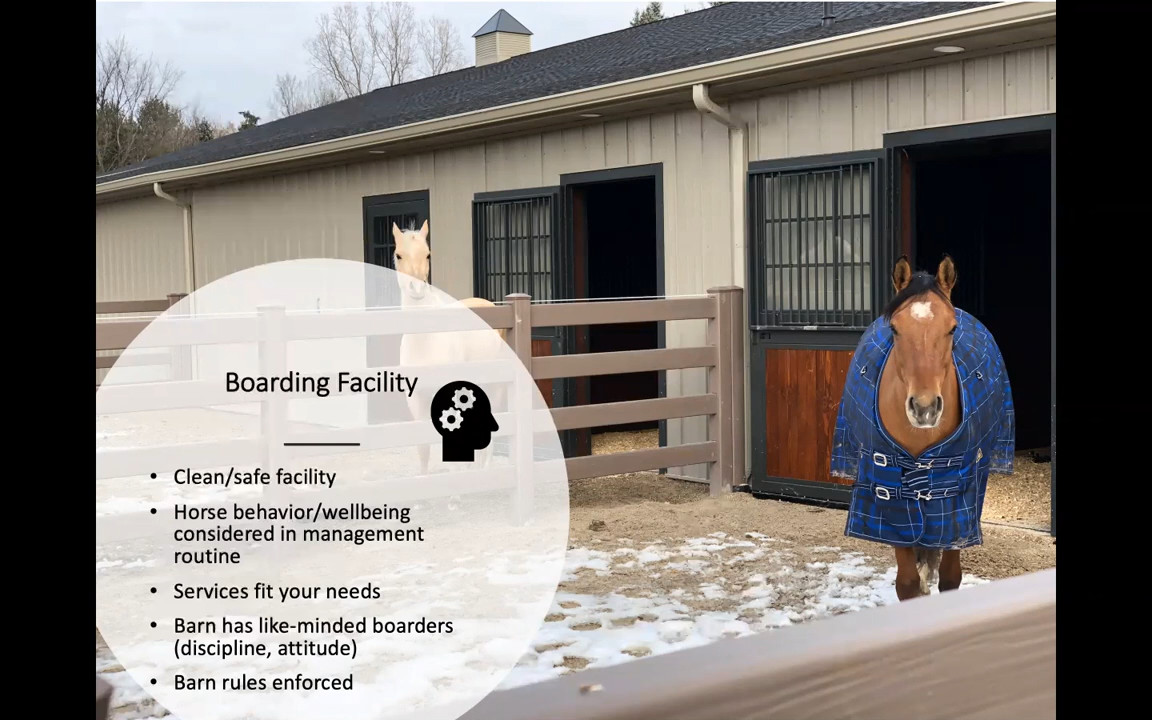 Boarding Facility
• Clean/safe facility
• Horse behavior/wellbeing
considered in management
routine
• Services fit your needs
• Barn has like-minded boarders
(discipline, attitude)
• Barn rules enforced